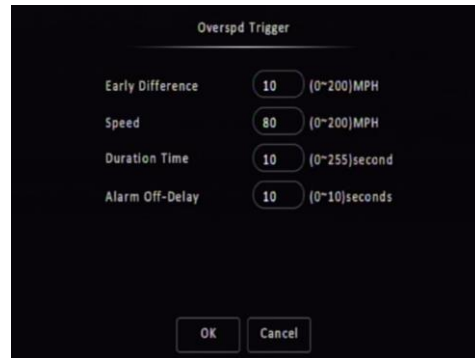 Overspd Trigger
Early Difference 10 (0~200)MPH
Speed 80 (0~200)MPH
Duration Time 10 (0~255)second
Alarm Off-Delay 10 (0~10)seconds
OK Cancel